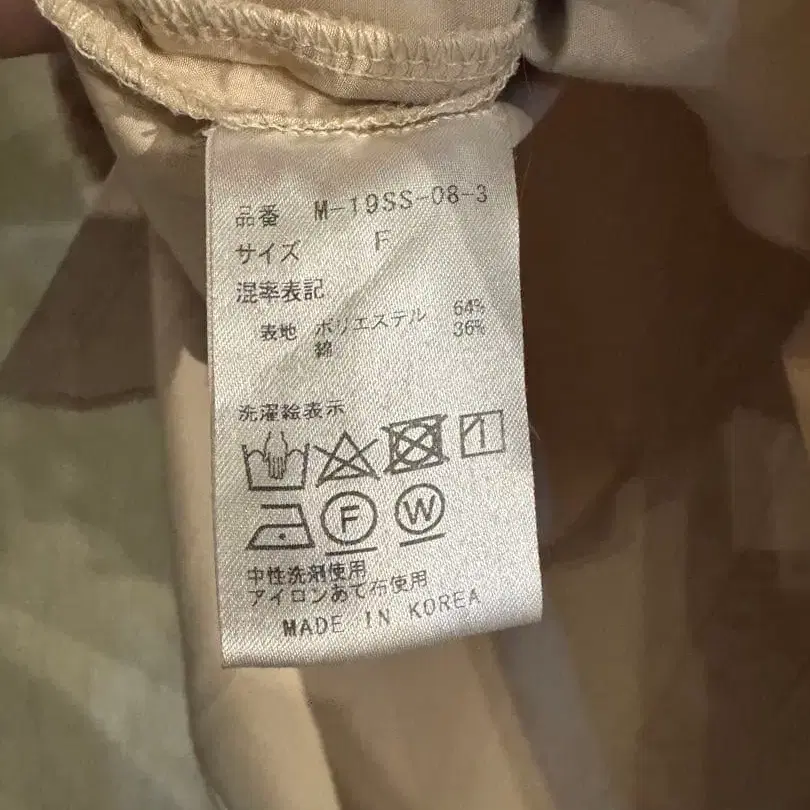 品番 M-19SS-08-3
サイズ F
混率表記
表地 ポリエステル 64%
綿 36%
洗濯絵表示
F W
中性洗剤使用
アイロンあて布使用
MADE IN KOREA